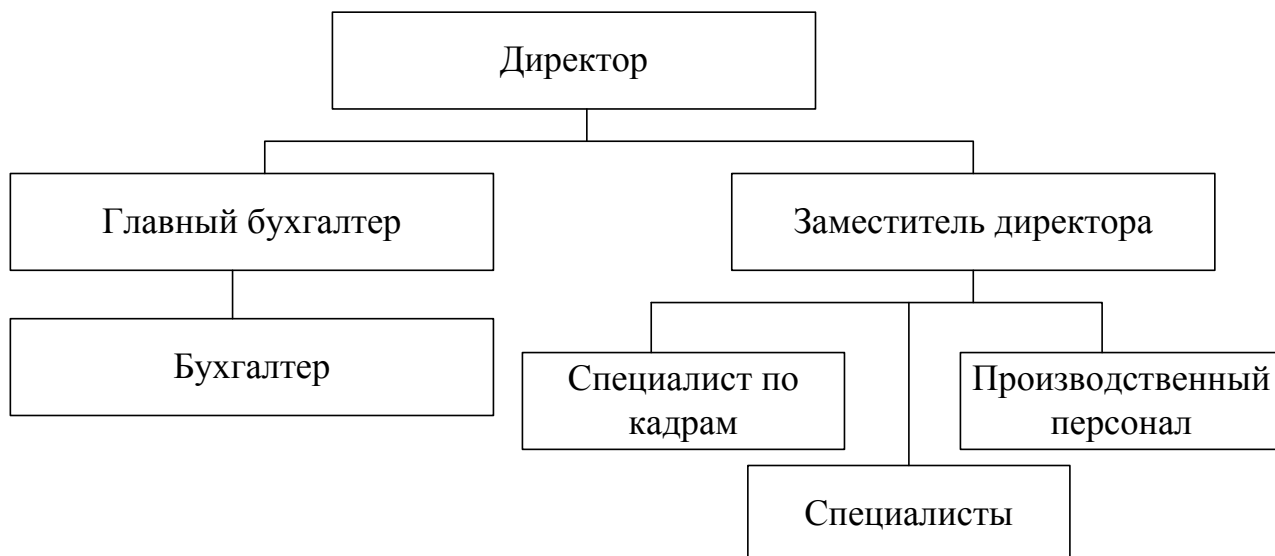 Директор
Главный бухгалтер
Заместитель директора
Бухгалтер
Специалист по
кадрам
Производственный
персонал
Специалисты